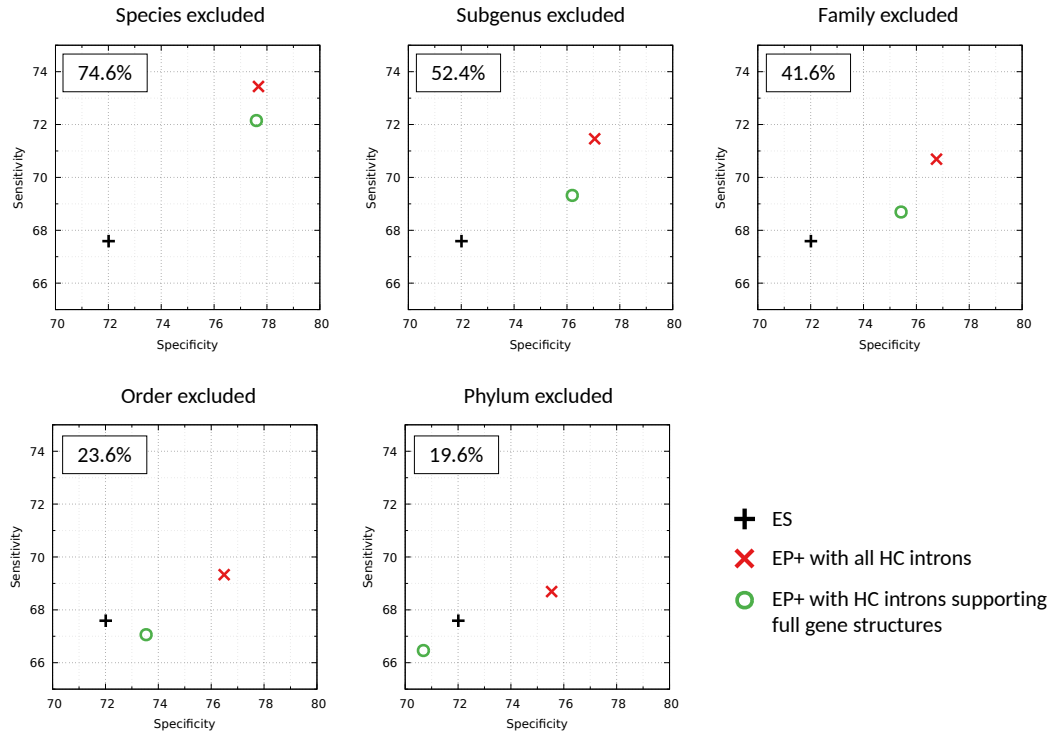 Species excluded
Subgenus excluded
Family excluded
74.6%
52.4%
41.6%
Sensitivity
74
72
70
68
66
70 72 74 76 78 80
Specificity
Sensitivity
74
72
70
68
66
70 72 74 76 78 80
Specificity
Sensitivity
74
72
70
68
66
70 72 74 76 78 80
Specificity
Order excluded
Phylum excluded
23.6%
19.6%
Sensitivity
74
72
70
68
66
70 72 74 76 78 80
Specificity
Sensitivity
74
72
70
68
66
70 72 74 76 78 80
Specificity
ES
EP+ with all HC introns
EP+ with HC introns supporting
full gene structures